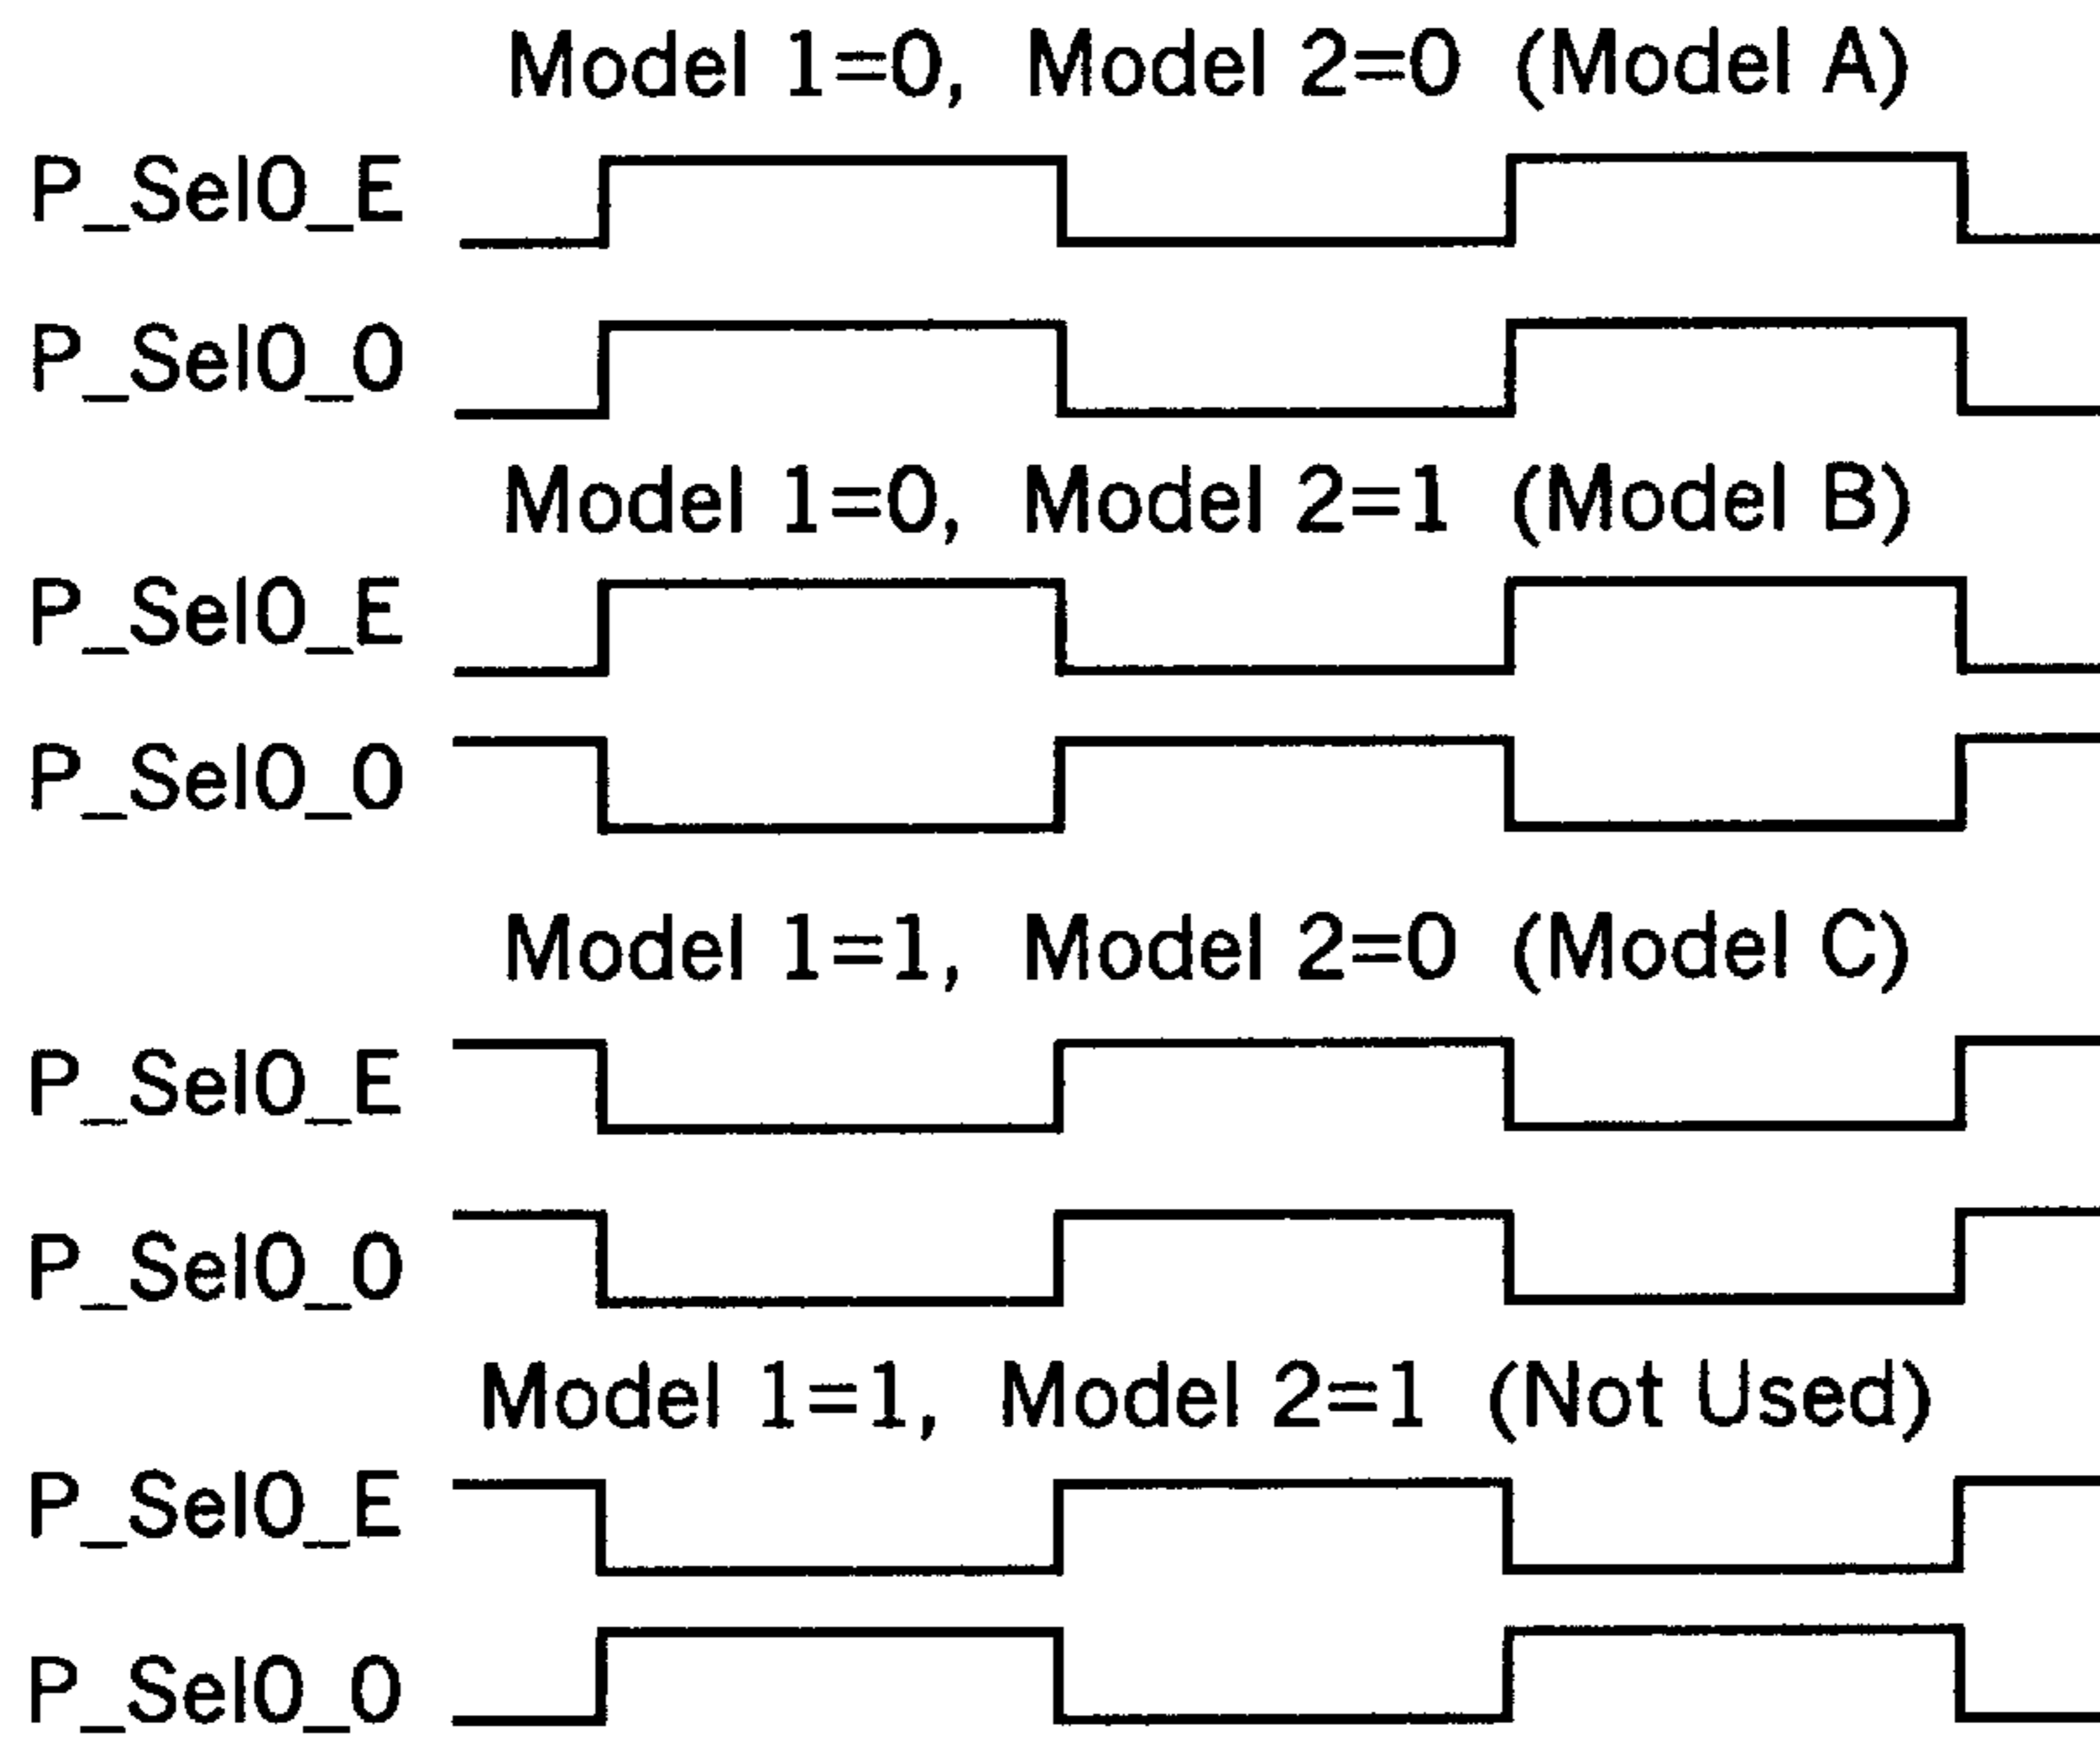 Model 1=0, Model 2=0 (Model A)
P_Sel0_E
P_Sel0_O
Model 1=0, Model 2=1 (Model B)
P_Sel0_E
P_Sel0_O
Model 1=1, Model 2=0 (Model C)
P_Sel0_E
P_Sel0_O
Model 1=1, Model 2=1 (Not Used)
P_Sel0_E
P_Sel0_O